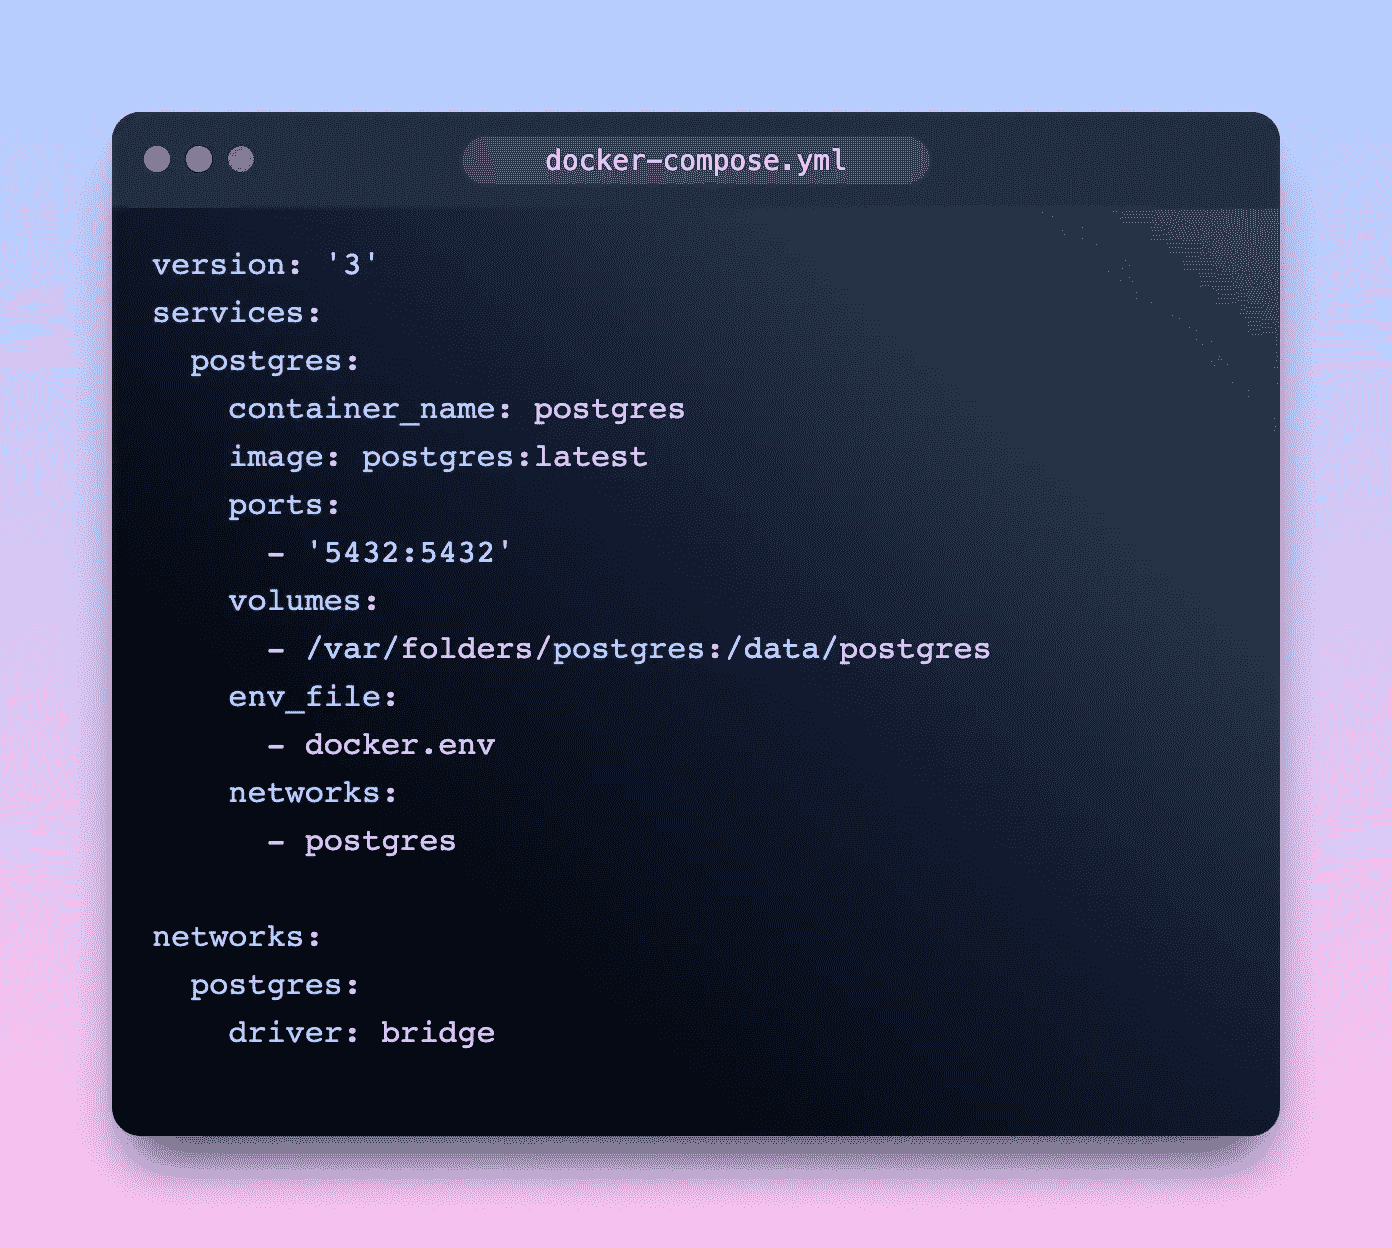 docker-compose.yml
version: '3'
services:
  postgres:
    container_name: postgres
    image: postgres:latest
    ports:
      - '5432:5432'
    volumes:
      - /var/folders/postgres:/data/postgres
    env_file:
      - docker.env
    networks:
      - postgres

networks:
  postgres:
    driver: bridge